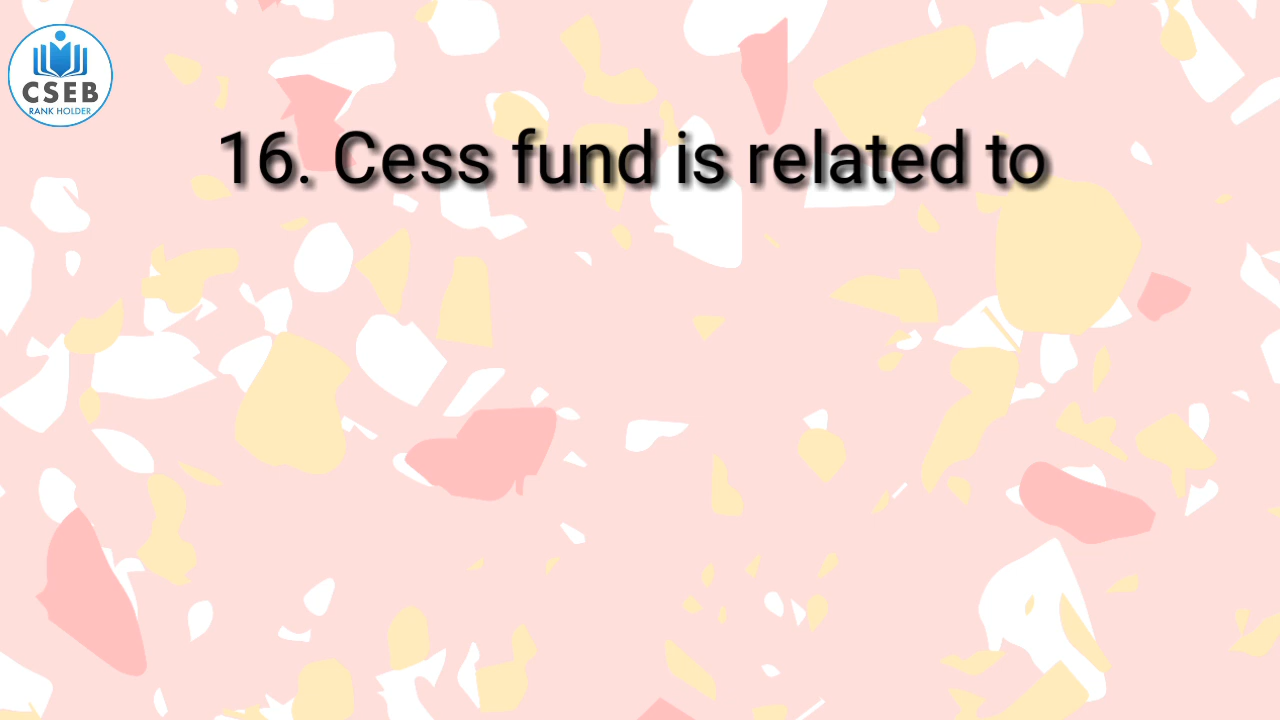 CSEB
RANK HOLDER
16. Cess fund is related to